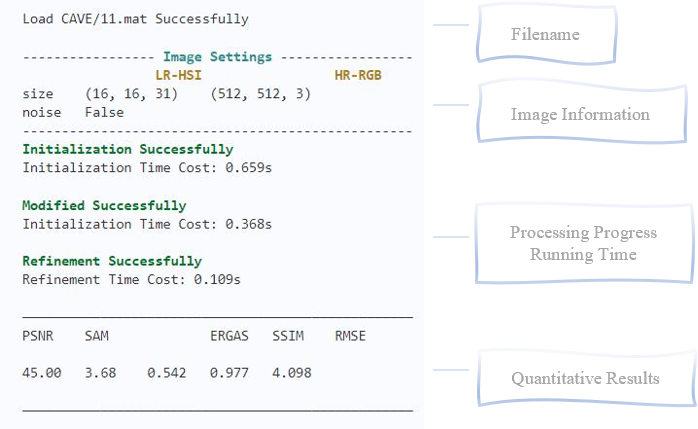 Load CAVE/11.mat Successfully
Filename
----------------- Image Settings -----------------
LR-HSI HR-RGB
size (16, 16, 31) (512, 512, 3)
noise False
Image Information
--------------------------------------------------
Initialization Successfully
Initialization Time Cost: 0.659s
Modified Successfully
Initialization Time Cost: 0.368s
Refinement Successfully
Refinement Time Cost: 0.109s
Processing Progress
Running Time
PSNR SAM ERGAS SSIM RMSE
45.00 3.68 0.542 0.977 4.098
Quantitative Results